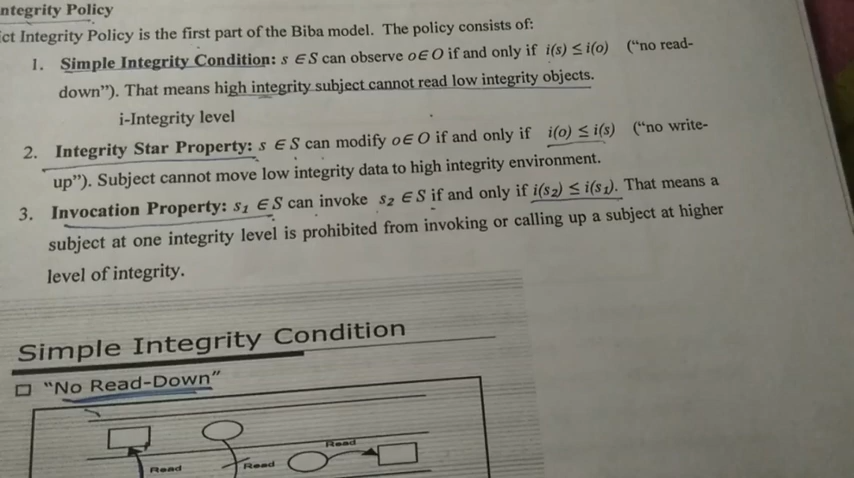 ntegrity Policy
ct Integrity Policy is the first part of the Biba model. The policy consists of:
1. Simple Integrity Condition: s ∈ S can observe o ∈ O if and only if i(s) ≤ i(o) (“no read-
down”). That means high integrity subject cannot read low integrity objects.
i-Integrity level
2. Integrity Star Property: s ∈ S can modify o ∈ O if and only if i(o) ≤ i(s) (“no write-
up”). Subject cannot move low integrity data to high integrity environment.
3. Invocation Property: s₁ ∈ S can invoke s₂ ∈ S if and only if i(s₂) ≤ i(s₁). That means a
subject at one integrity level is prohibited from invoking or calling up a subject at higher
level of integrity.
Simple Integrity Condition
□ “No Read-Down”
Read
Read
Read